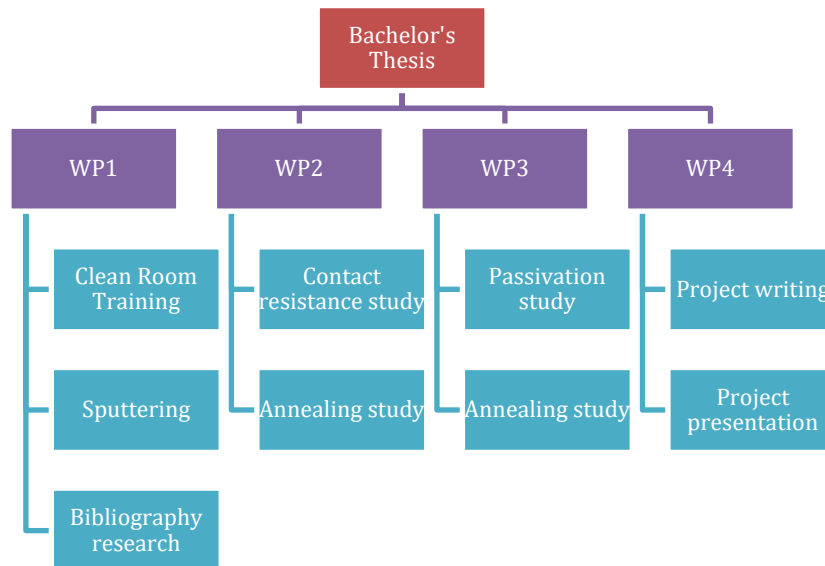 Bachelor's
Thesis
WP1
WP2
WP3
WP4
Clean Room
Training
Contact
resistance study
Passivation
study
Project writing
Sputtering
Annealing study
Annealing study
Project
presentation
Bibliography
research